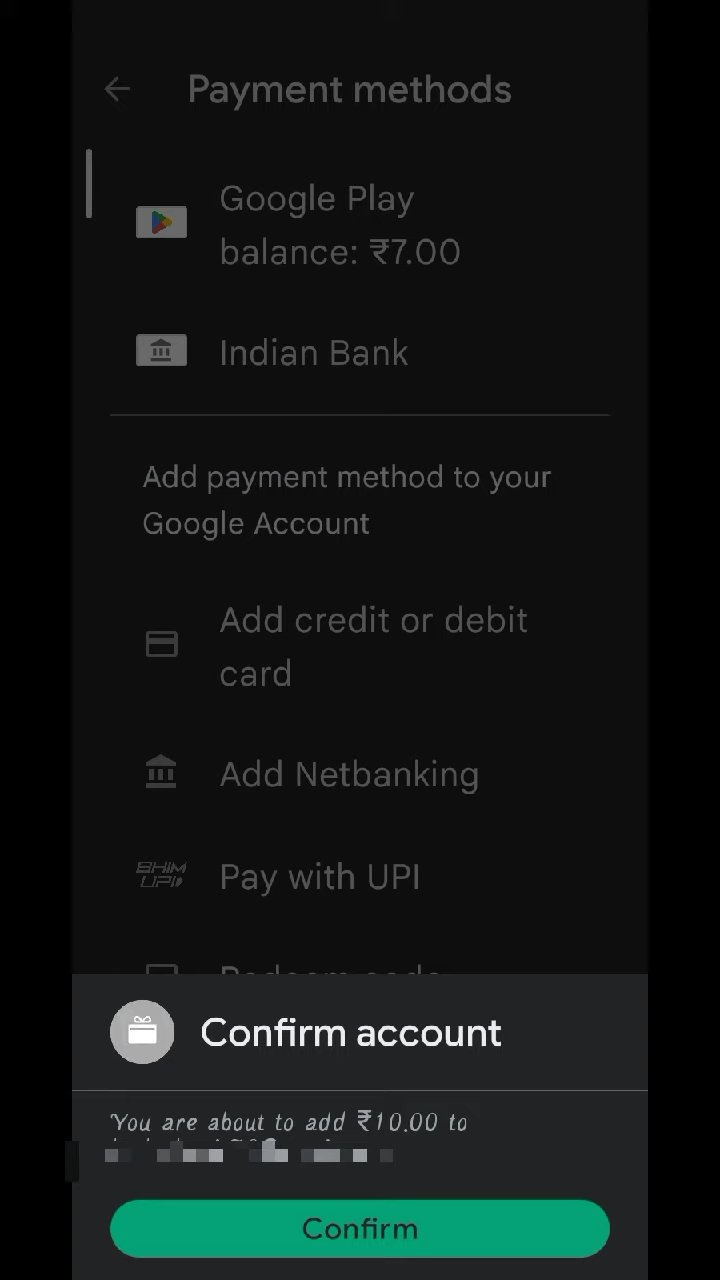 Payment methods
Google Play
balance: ₹7.00
Indian Bank
Add payment method to your
Google Account
Add credit or debit
card
Add Netbanking
BHIM
UPI
Pay with UPI
Redeem code
Confirm account
You are about to add ₹10.00 to
Confirm